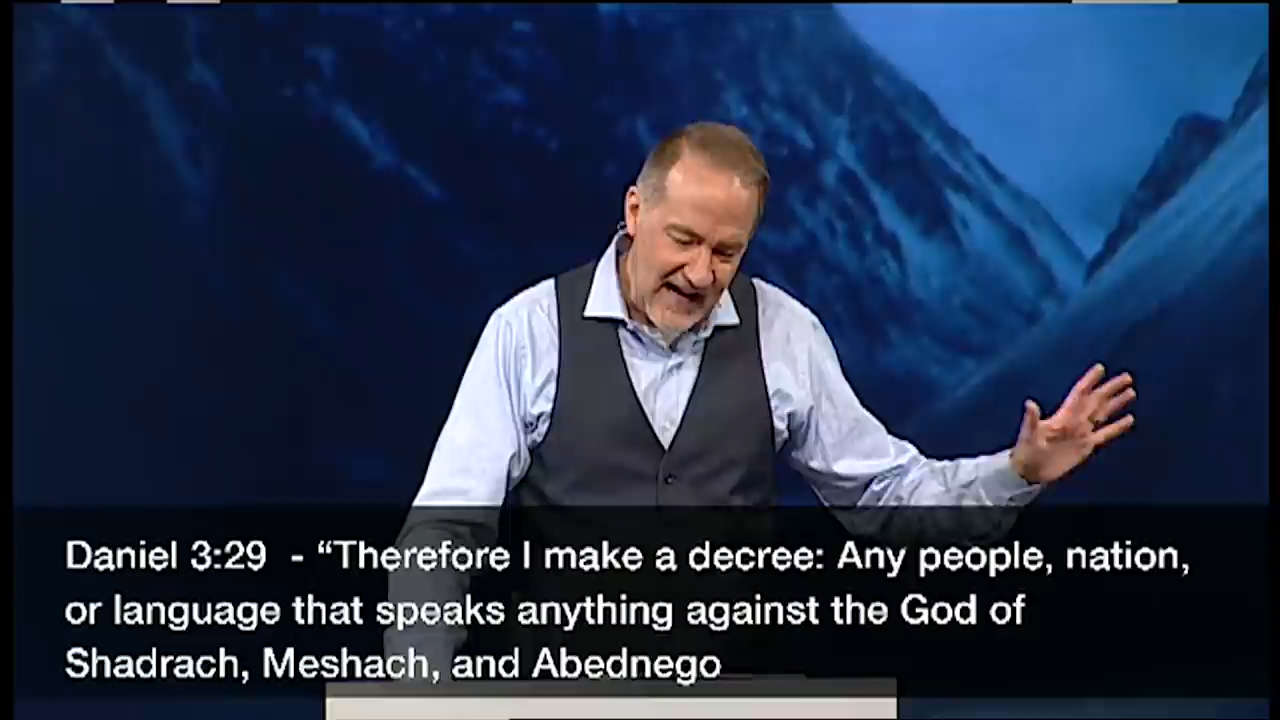 Daniel 3:29 - “Therefore I make a decree: Any people, nation,
or language that speaks anything against the God of
Shadrach, Meshach, and Abednego